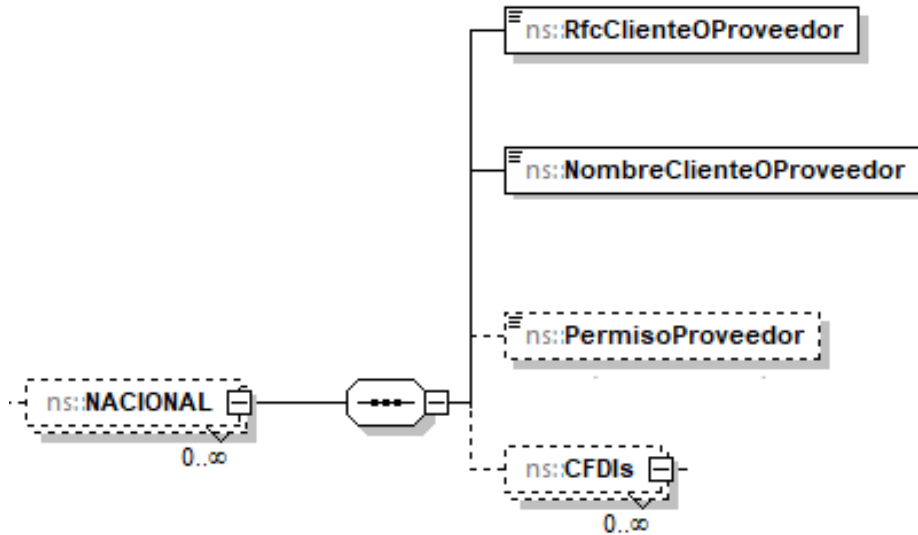 ns::RfcClienteOProveedor
ns::NombreClienteOProveedor
ns::PermisoProveedor
ns::NACIONAL
0..∞
ns::CFDIs
0..∞